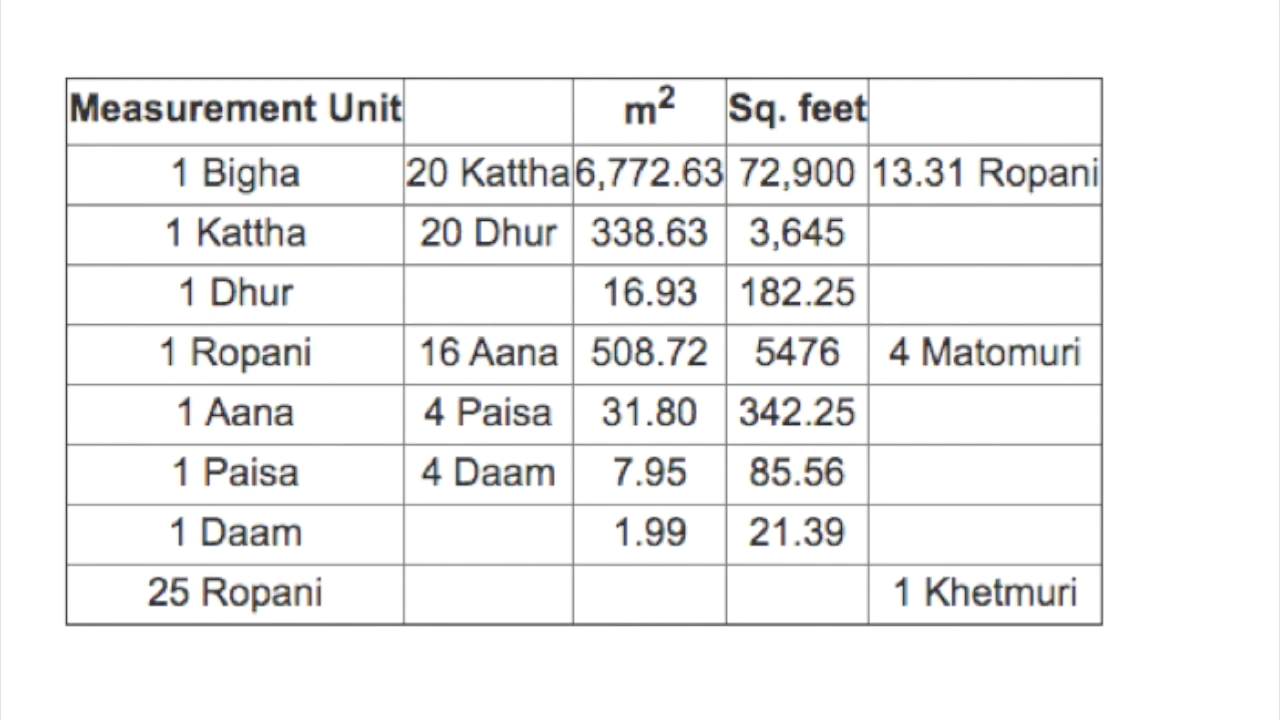 Measurement Unit m² Sq. feet
1 Bigha 20 Kattha 6,772.63 72,900 13.31 Ropani
1 Kattha 20 Dhur 338.63 3,645
1 Dhur 16.93 182.25
1 Ropani 16 Aana 508.72 5476 4 Matomuri
1 Aana 4 Paisa 31.80 342.25
1 Paisa 4 Daam 7.95 85.56
1 Daam 1.99 21.39
25 Ropani 1 Khetmuri